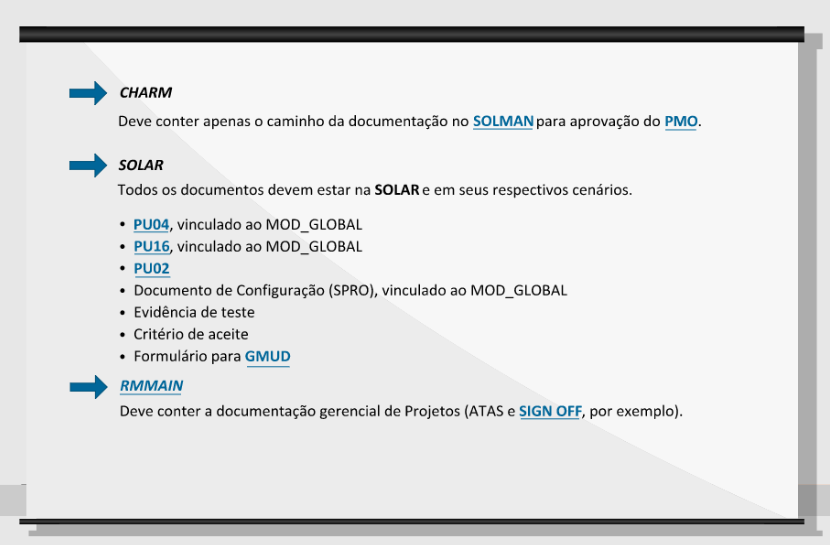 CHARM
Deve conter apenas o caminho da documentação no SOLMAN para aprovação do PMO.
SOLAR
Todos os documentos devem estar na SOLAR e em seus respectivos cenários.
• PU04, vinculado ao MOD_GLOBAL
• PU16, vinculado ao MOD_GLOBAL
• PU02
• Documento de Configuração (SPRO), vinculado ao MOD_GLOBAL
• Evidência de teste
• Critério de aceite
• Formulário para GMUD
RMMAIN
Deve conter a documentação gerencial de Projetos (ATAS e SIGN OFF, por exemplo).